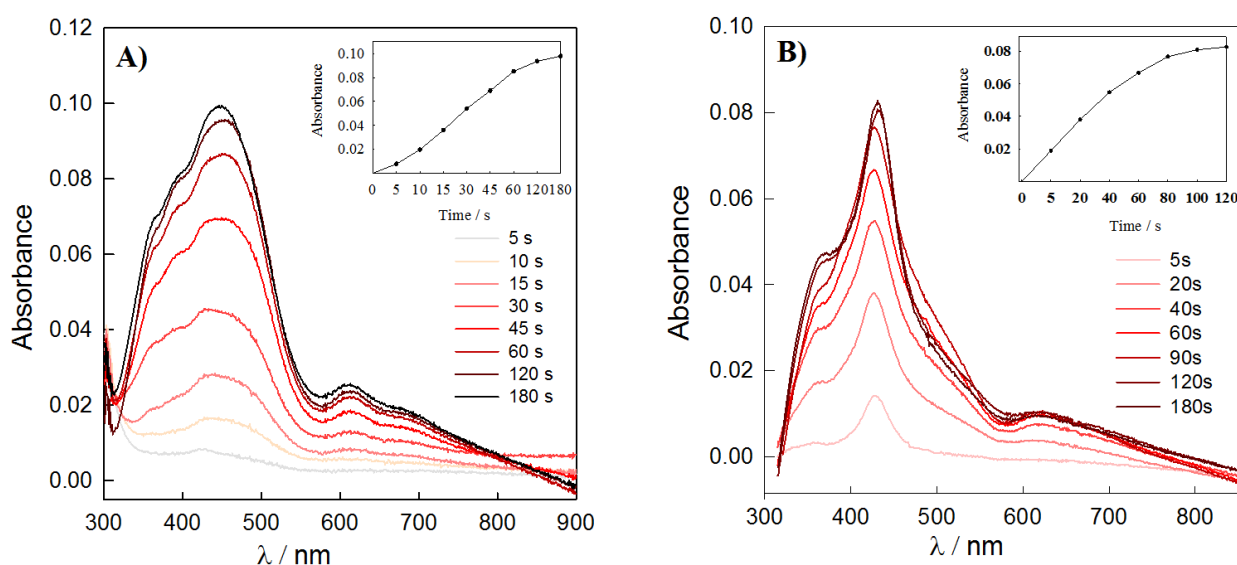 A)
Absorbance
0.12
0.10
0.08
0.06
0.04
0.02
0.00
300 400 500 600 700 800 900
λ / nm
Absorbance
0.10
0.08
0.06
0.04
0.02
0 5 10 15 30 45 60 120 180
Time / s
5 s
10 s
15 s
30 s
45 s
60 s
120 s
180 s
B)
Absorbance
0.10
0.08
0.06
0.04
0.02
0.00
300 400 500 600 700 800
λ / nm
Absorbance
0.08
0.06
0.04
0.02
0 5 20 40 60 80 100 120
Time / s
5s
20s
40s
60s
90s
120s
180s